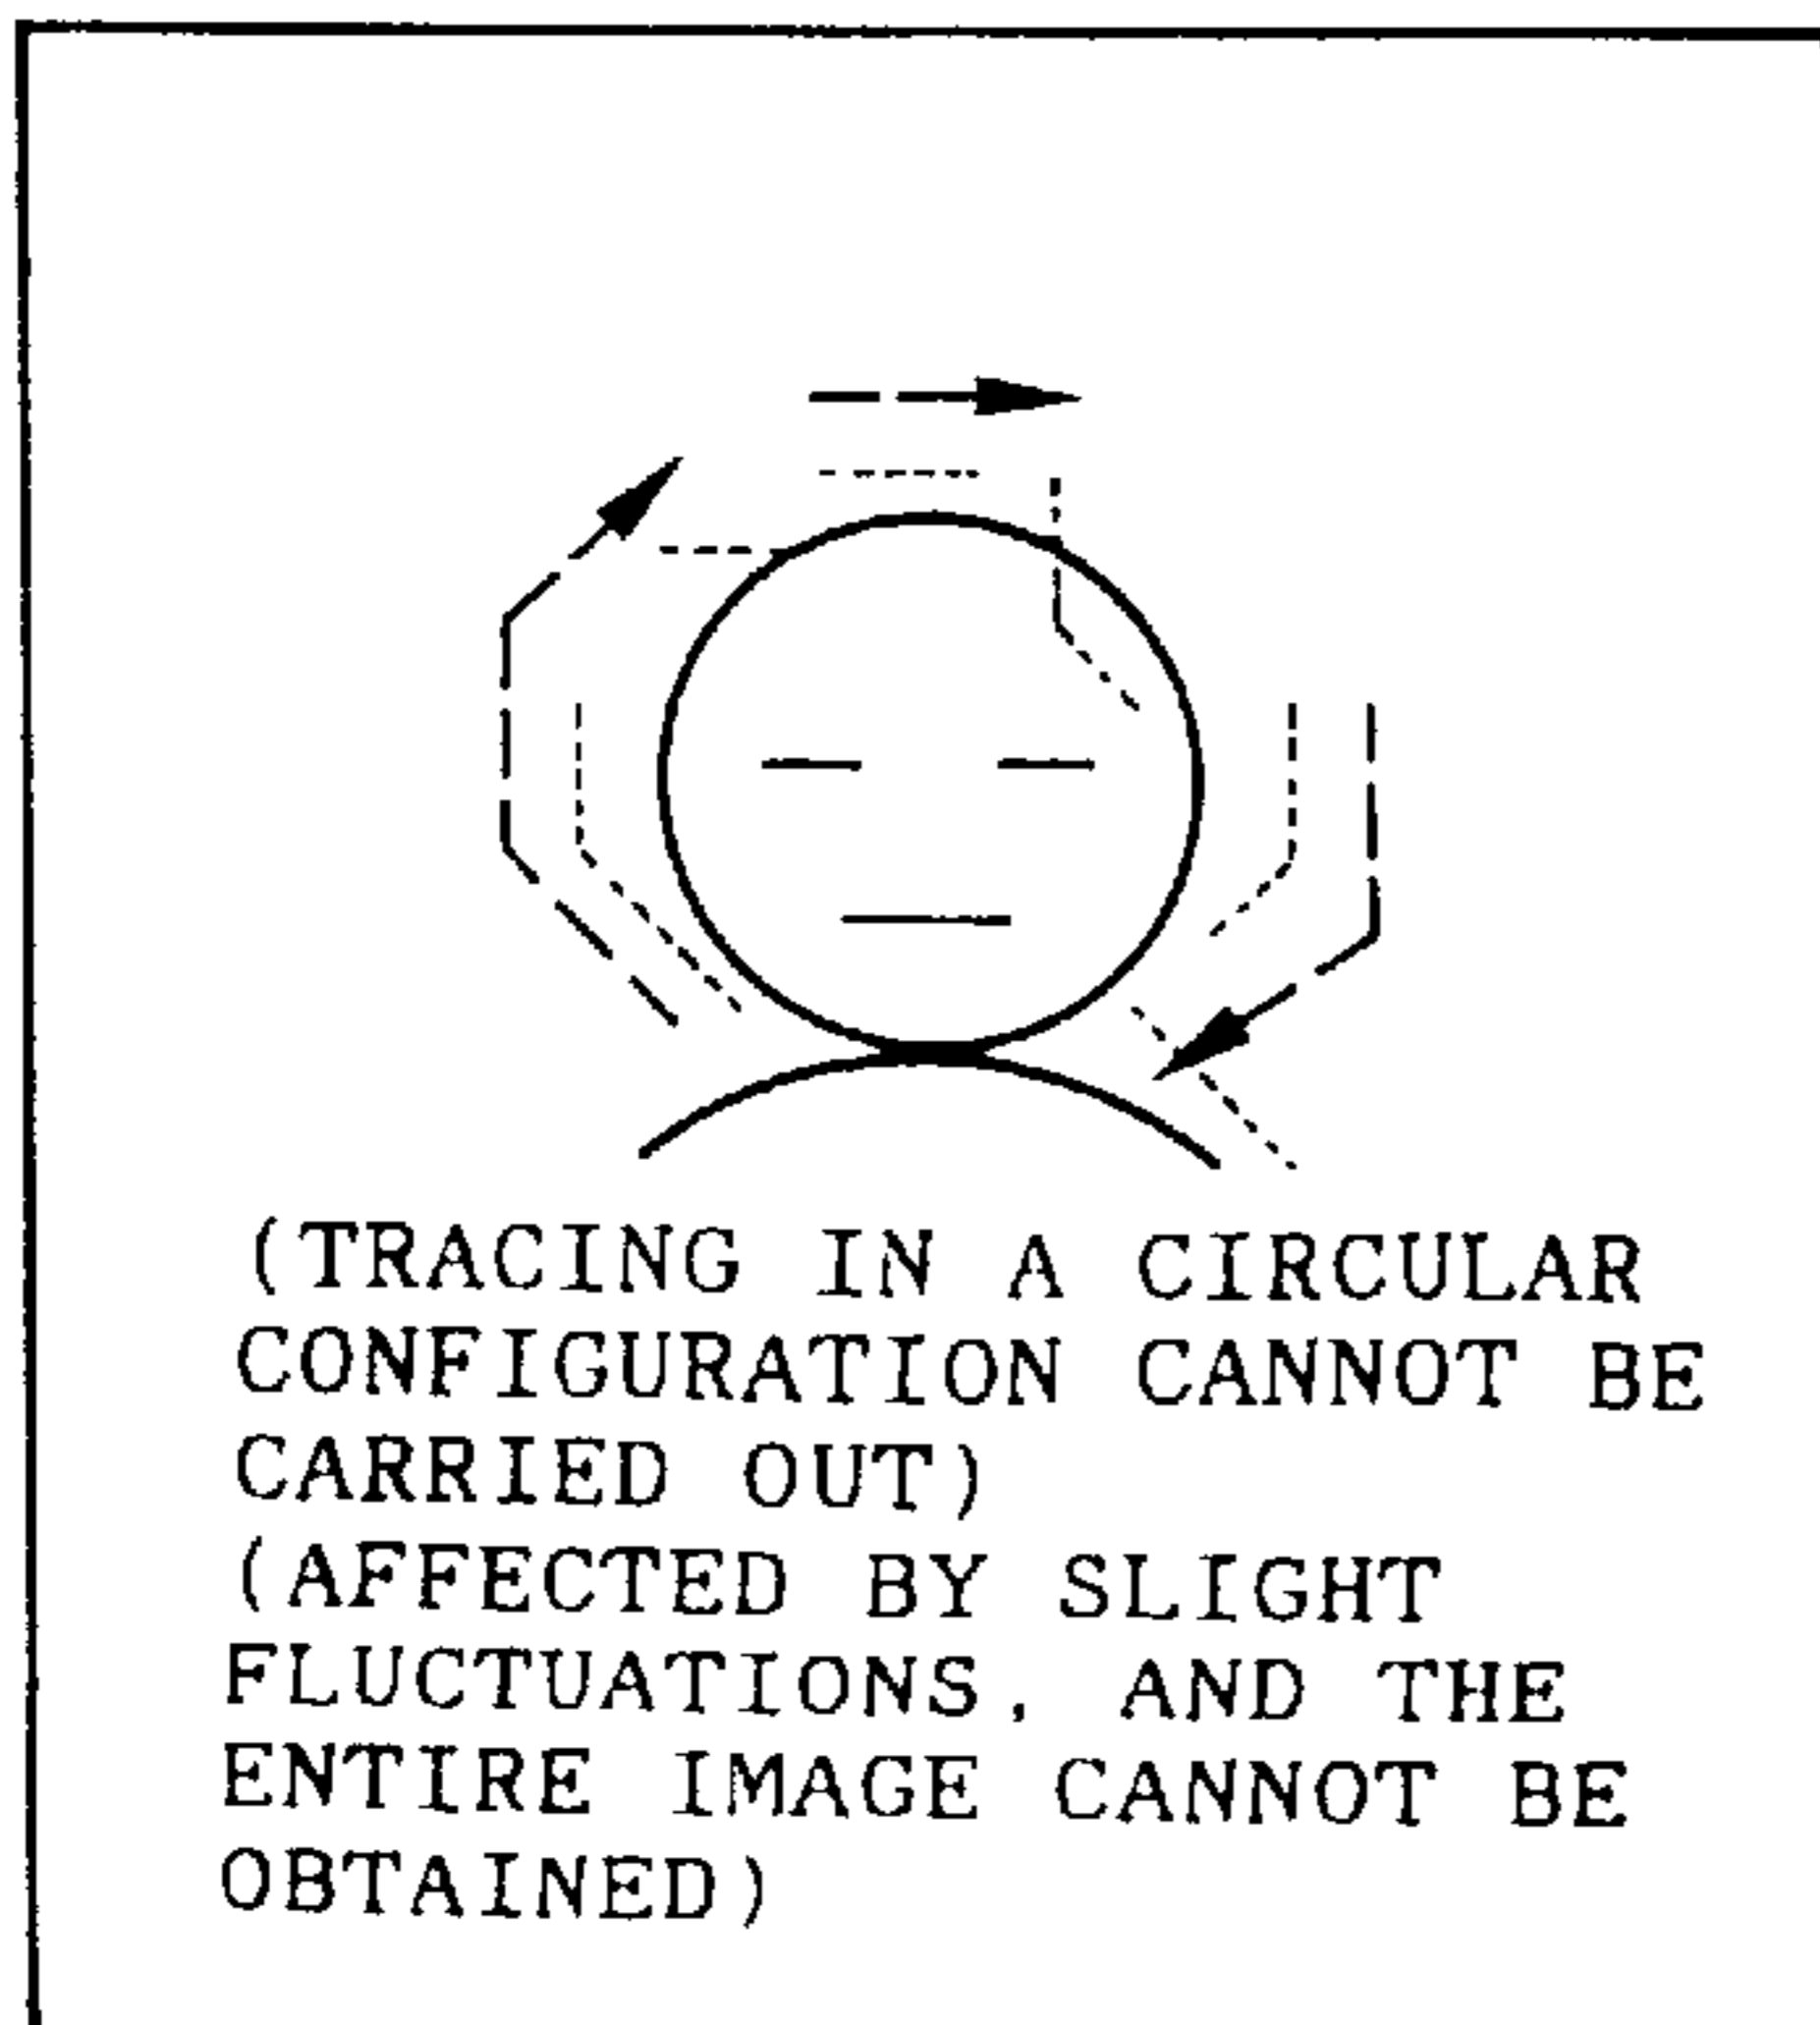 (TRACING IN A CIRCULAR
CONFIGURATION CANNOT BE
CARRIED OUT)
(AFFECTED BY SLIGHT
FLUCTUATIONS, AND THE
ENTIRE IMAGE CANNOT BE
OBTAINED)